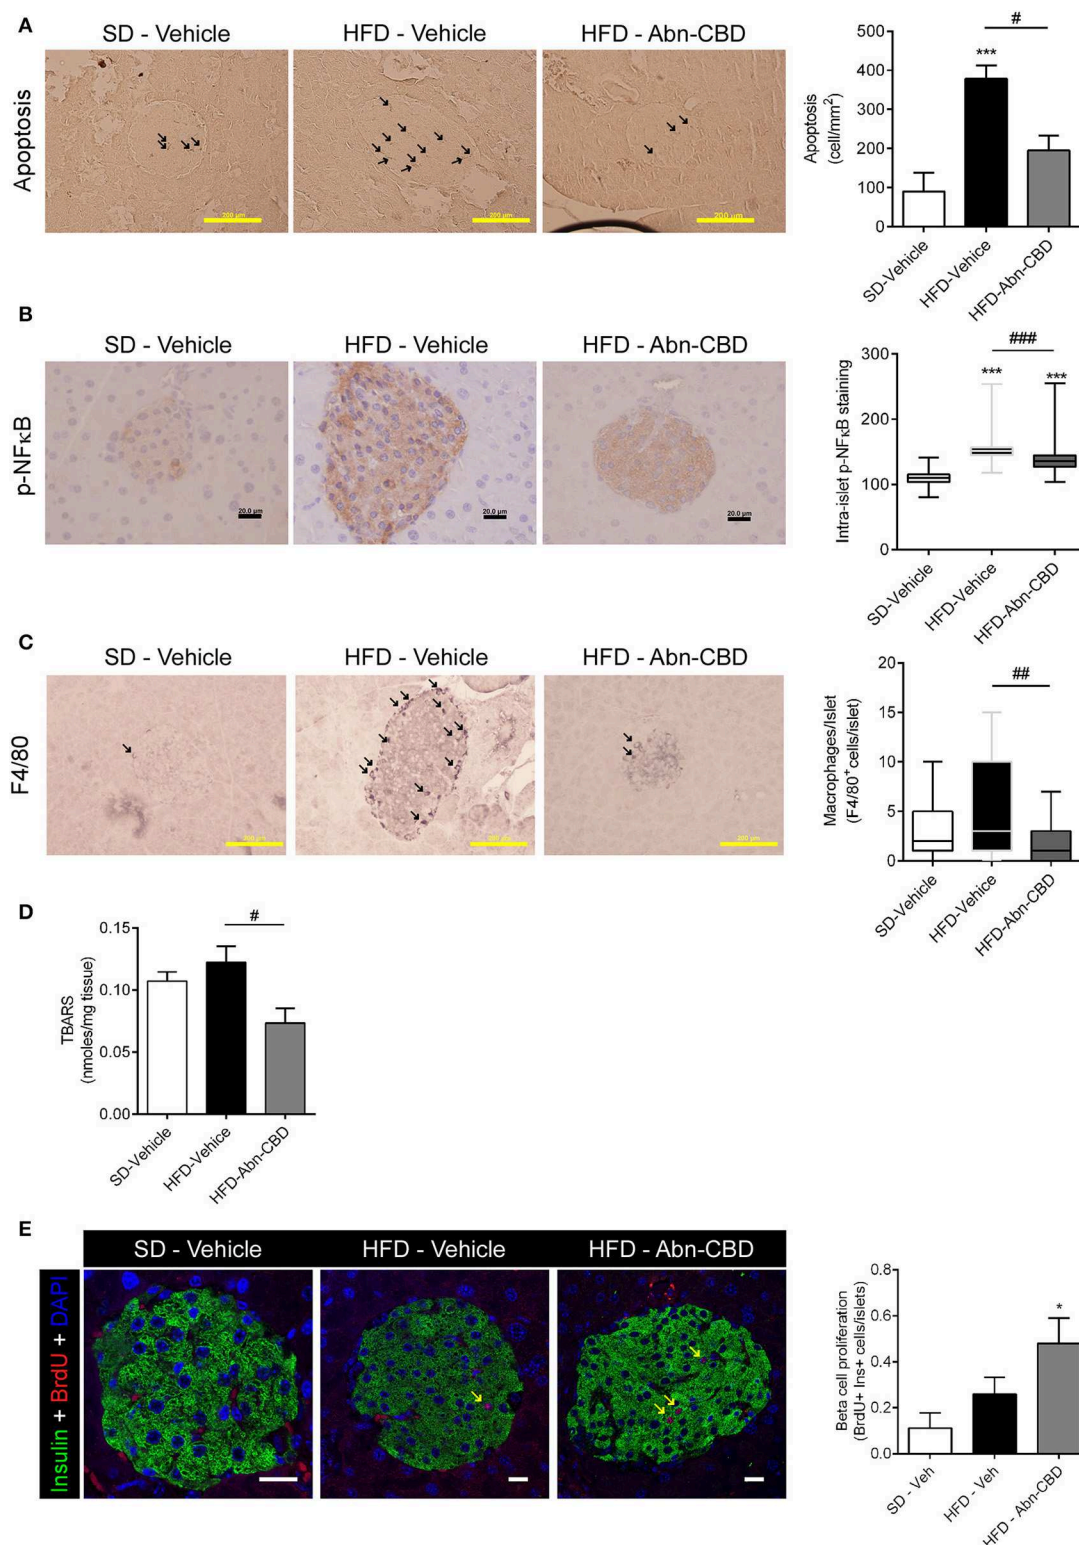 A
SD - Vehicle
HFD - Vehicle
HFD - Abn-CBD
Apoptosis
200 µm
200 µm
200 µm
Apoptosis
(cell/mm²)
500
400
300
200
100
0
***
#
SD-Vehicle
HFD-Vehice
HFD-Abn-CBD
B
SD - Vehicle
HFD - Vehicle
HFD - Abn-CBD
p-NFκB
20.0 µm
20.0 µm
20.0 µm
Intra-islet p-NFκB staining
300
200
100
0
***
###
***
SD-Vehicle
HFD-Vehice
HFD-Abn-CBD
C
SD - Vehicle
HFD - Vehicle
HFD - Abn-CBD
F4/80
200 µm
200 µm
200 µm
Macrophages/Islet
(F4/80⁺cells/islet)
20
15
10
5
0
##
SD-Vehicle
HFD-Vehice
HFD-Abn-CBD
D
TBARS
(nmoles/mg tissue)
0.15
0.10
0.05
0.00
#
SD-Vehicle
HFD-Vehice
HFD-Abn-CBD
E
SD - Vehicle
HFD - Vehicle
HFD - Abn-CBD
Insulin + BrdU + DAPI
Beta cell proliferation
(BrdU+ Ins+ cells/islets)
0.8
0.6
0.4
0.2
0.0
*
SD - Veh
HFD - Veh
HFD - Abn-CBD